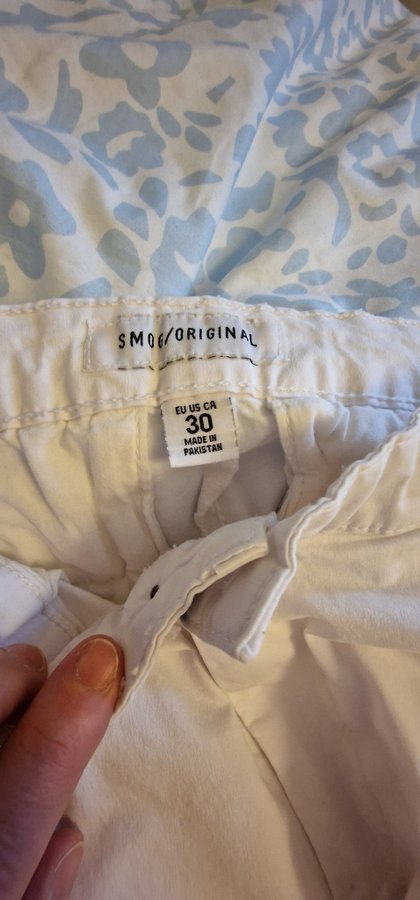 SMOG/ORIGINAL
EU US CA
30
MADE IN
PAKISTAN